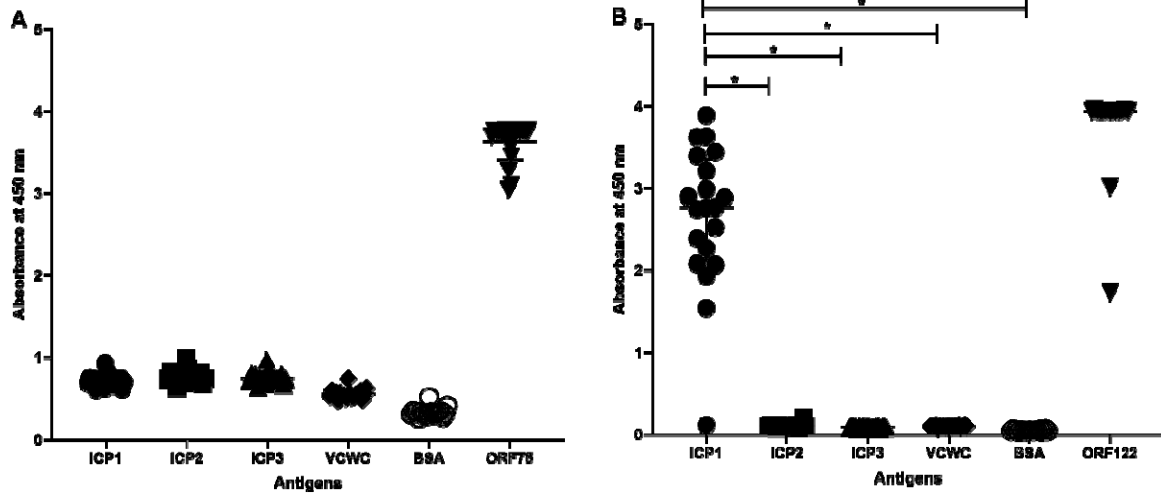 A
Absorbance at 450 nm
5
4
3
2
1
0
ICP1 ICP2 ICP3 VCWC BSA ORF75
Antigens
B
Absorbance at 450 nm
5
4
3
2
1
0
*
*
*
*
ICP1 ICP2 ICP3 VCWC BSA ORF122
Antigens